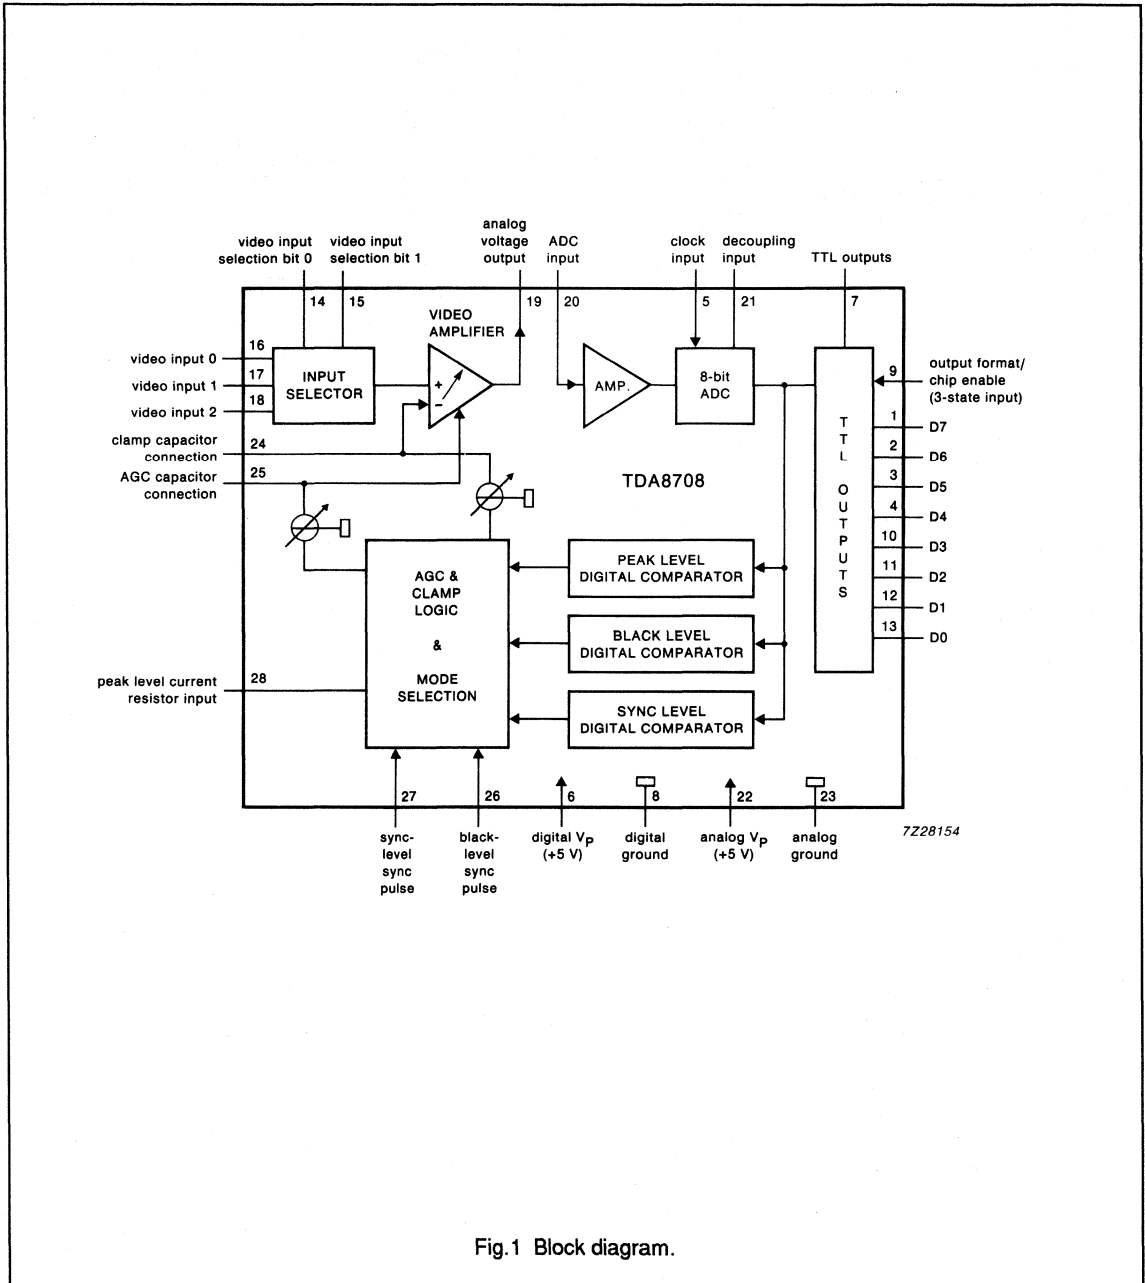 analog
voltage
output
video input
selection bit 0
video input
selection bit 1
ADC
input
clock
input
decoupling
input
TTL outputs
14
15
19
20
5
21
7
VIDEO
AMPLIFIER
16
video input 0
17
video input 1
18
video input 2
INPUT
SELECTOR
+
−
AMP.
8-bit
ADC
9
output format/
chip enable
(3-state input)
24
clamp capacitor
connection
25
AGC capacitor
connection
TDA8708
TTL OUTPUTS
1
D7
2
D6
3
D5
4
D4
10
D3
11
D2
12
D1
13
D0
AGC &
CLAMP
LOGIC
&
MODE
SELECTION
PEAK LEVEL
DIGITAL COMPARATOR
BLACK LEVEL
DIGITAL COMPARATOR
SYNC LEVEL
DIGITAL COMPARATOR
28
peak level current
resistor input
27
26
6
8
22
23
sync-
level
sync
pulse
black-
level
sync
pulse
digital VP
(+5 V)
digital
ground
analog VP
(+5 V)
analog
ground
7Z28154
Fig.1 Block diagram.